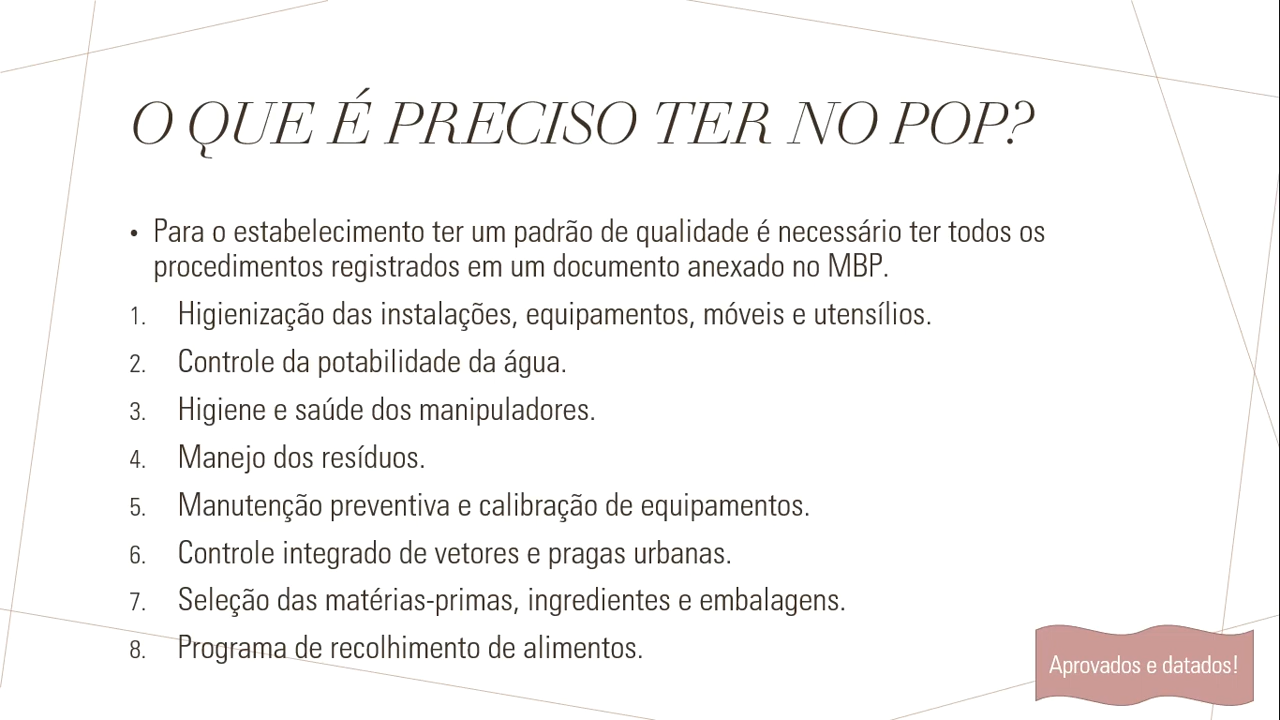 O QUE É PRECISO TER NO POP?
• Para o estabelecimento ter um padrão de qualidade é necessário ter todos os
procedimentos registrados em um documento anexado no MBP.
1. Higienização das instalações, equipamentos, móveis e utensílios.
2. Controle da potabilidade da água.
3. Higiene e saúde dos manipuladores.
4. Manejo dos resíduos.
5. Manutenção preventiva e calibração de equipamentos.
6. Controle integrado de vetores e pragas urbanas.
7. Seleção das matérias-primas, ingredientes e embalagens.
8. Programa de recolhimento de alimentos.
Aprovados e datados!